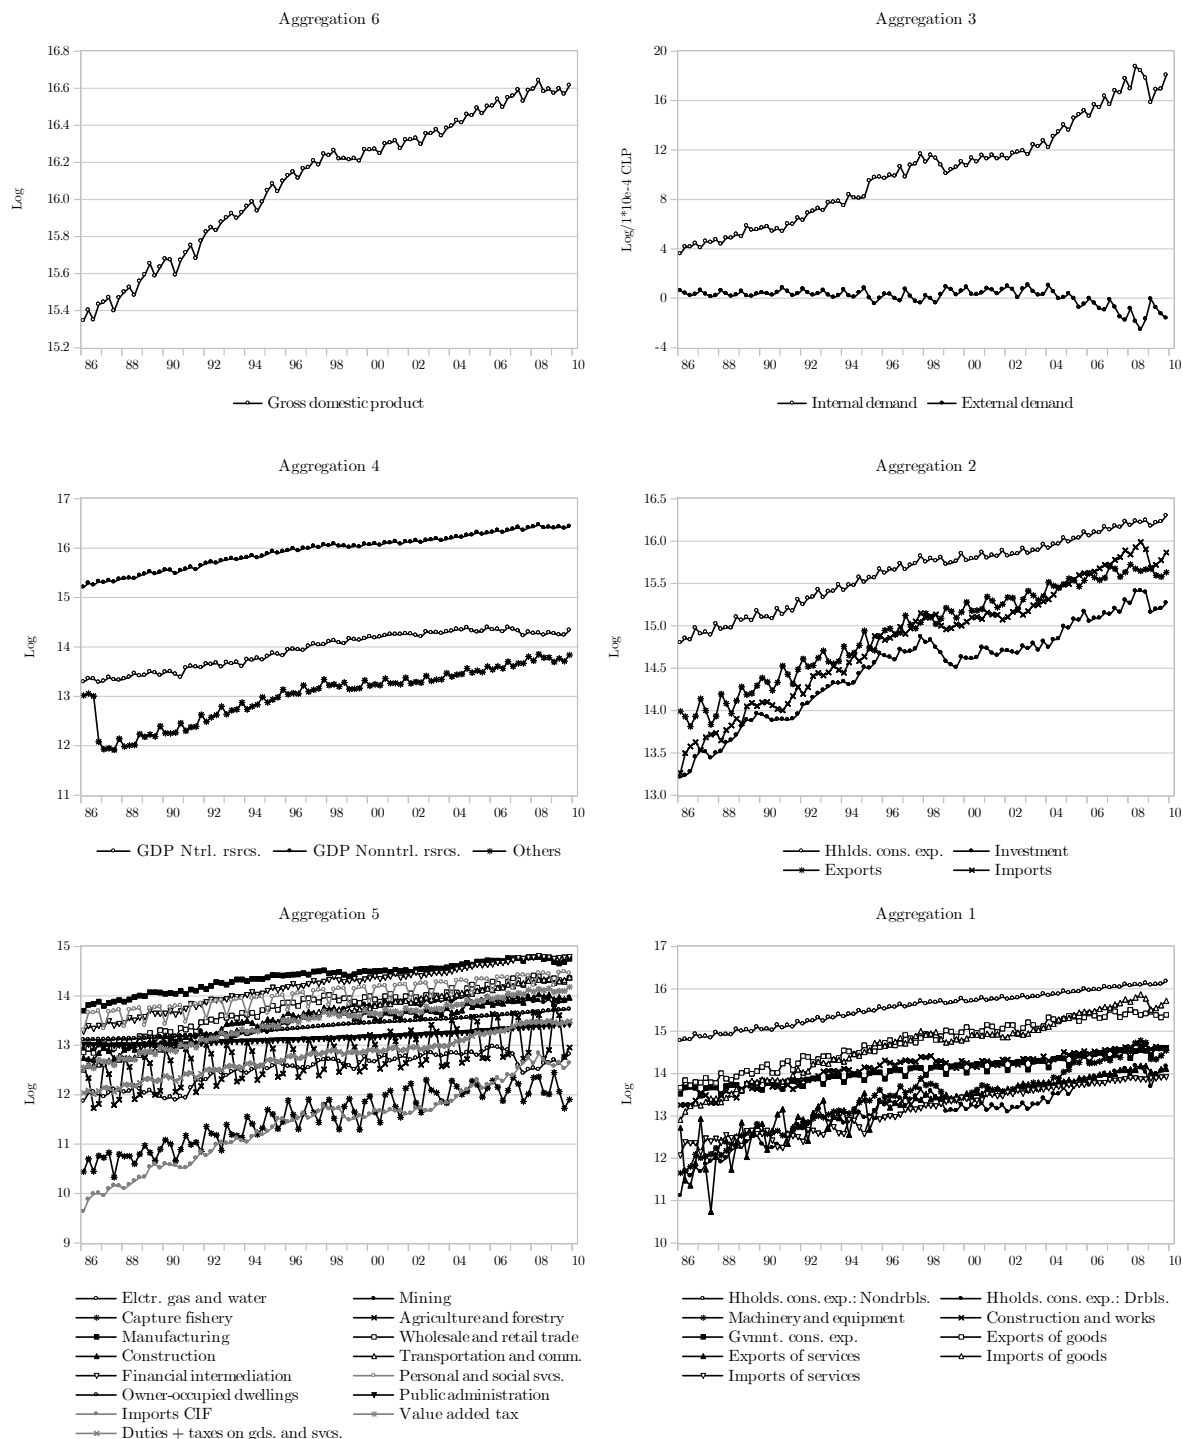 Aggregation 6
Log
16.8
16.6
16.4
16.2
16.0
15.8
15.6
15.4
15.2
86 90 92 94 96 00 02 04 06 08 10
Gross domestic product
Aggregation 3
Log/1*10e-4 CLP
20
16
12
8
4
0
-4
86 90 92 94 96 00 02 04 06 08 10
Internal demand External demand
Aggregation 4
Log
17
16
15
14
13
12
11
86 90 92 94 96 00 02 04 06 08 10
GDP Ntrl. rsrcs. GDP Nonntrl. rsrcs. Others
Aggregation 2
Log
16.5
16.0
15.5
15.0
14.5
14.0
13.5
13.0
86 90 92 94 96 00 02 04 06 08 10
Hhlds. cons. exp. Investment
Exports Imports
Aggregation 5
Log
15
14
13
12
11
10
9
86 90 92 94 96 00 02 04 06 08 10
Elctr. gas and water Mining
Capture fishery Agriculture and forestry
Manufacturing Wholesale and retail trade
Construction Transportation and comm.
Financial intermediation Personal and social svcs.
Owner-occupied dwellings Public administration
Imports CIF Value added tax
Duties + taxes on gds. and svcs.
Aggregation 1
Log
17
16
15
14
13
12
11
10
86 90 92 94 96 00 02 04 06 08 10
Hholds. cons. exp.: Nondrbls. Hholds. cons. exp.: Drbls.
Machinery and equipment Construction and works
Gvmnt. cons. exp. Exports of goods
Exports of services Imports of goods
Imports of services